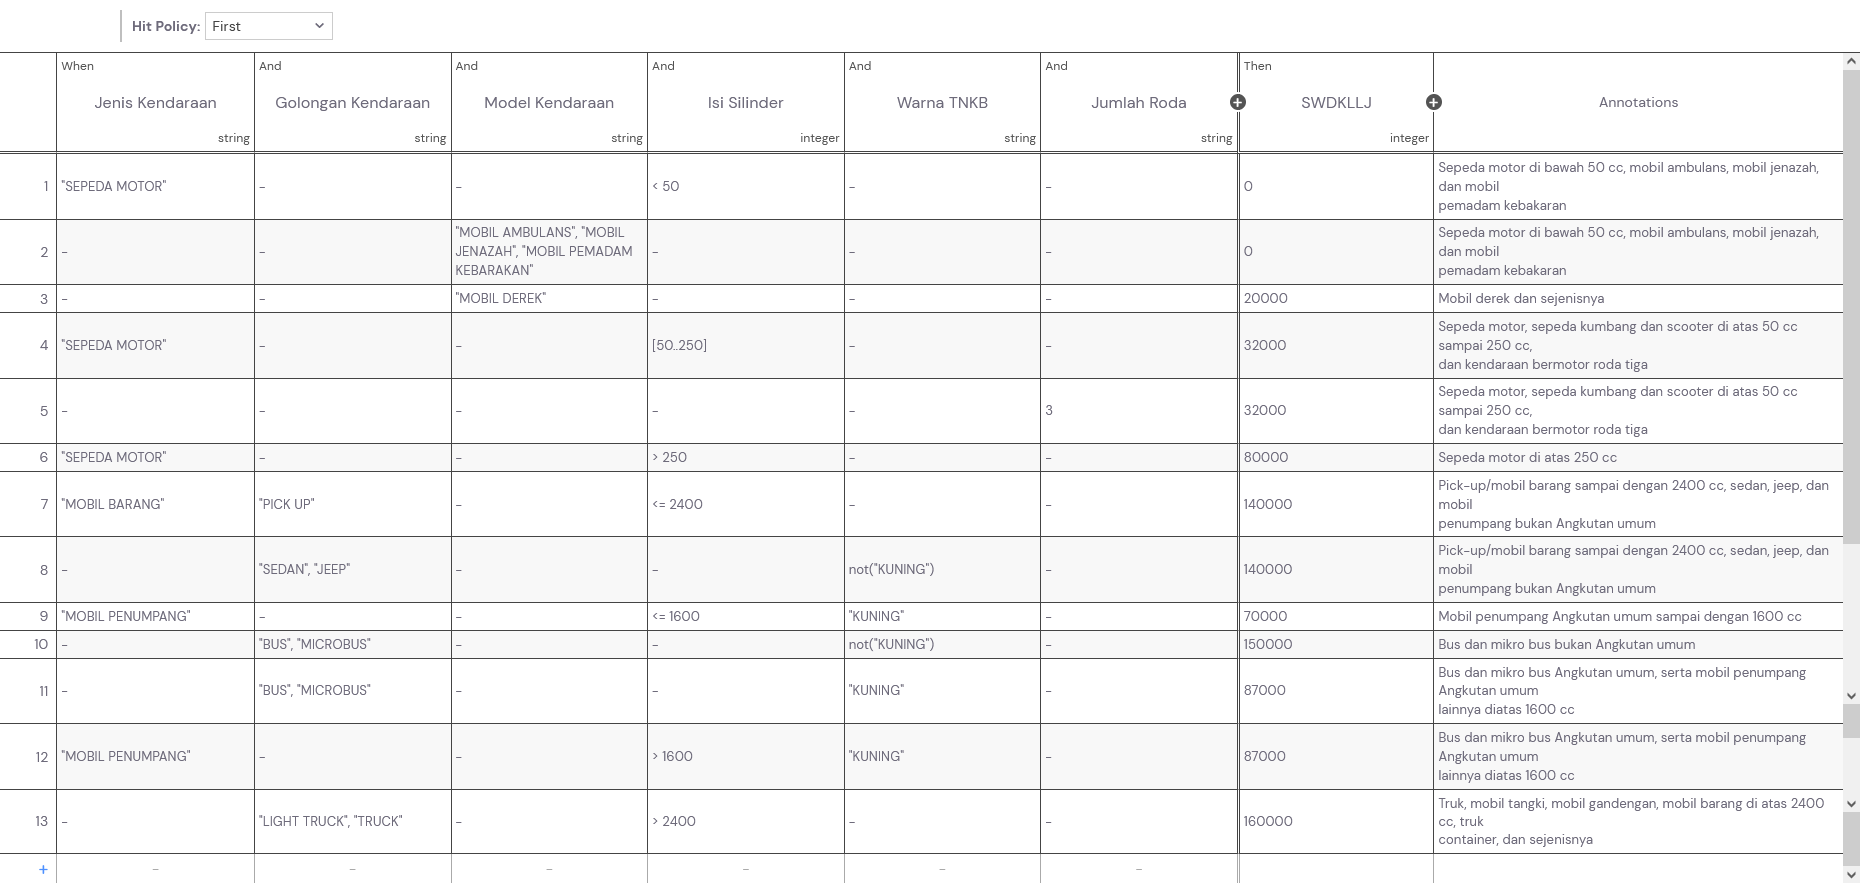 Hit Policy: First
When And And And And And Then
Jenis Kendaraan Golongan Kendaraan Model Kendaraan Isi Silinder Warna TNKB Jumlah Roda + SWDKLLJ + Annotations
string string string integer string string integer
1 "SEPEDA MOTOR" - - < 50 - - 0 Sepeda motor di bawah 50 cc, mobil ambulans, mobil jenazah,
dan mobil
pemadam kebakaran
2 - - "MOBIL AMBULANS", "MOBIL
JENAZAH", "MOBIL PEMADAM
KEBARAKAN" - - - 0 Sepeda motor di bawah 50 cc, mobil ambulans, mobil jenazah,
dan mobil
pemadam kebakaran
3 - - "MOBIL DEREK" - - - 20000 Mobil derek dan sejenisnya
4 "SEPEDA MOTOR" - - [50..250] - - 32000 Sepeda motor, sepeda kumbang dan scooter di atas 50 cc
sampai 250 cc,
dan kendaraan bermotor roda tiga
5 - - - - - 3 32000 Sepeda motor, sepeda kumbang dan scooter di atas 50 cc
sampai 250 cc,
dan kendaraan bermotor roda tiga
6 "SEPEDA MOTOR" - - > 250 - - 80000 Sepeda motor di atas 250 cc
7 "MOBIL BARANG" "PICK UP" - <= 2400 - - 140000 Pick-up/mobil barang sampai dengan 2400 cc, sedan, jeep, dan
mobil
penumpang bukan Angkutan umum
8 - "SEDAN", "JEEP" - - not("KUNING") - 140000 Pick-up/mobil barang sampai dengan 2400 cc, sedan, jeep, dan
mobil
penumpang bukan Angkutan umum
9 "MOBIL PENUMPANG" - - <= 1600 "KUNING" - 70000 Mobil penumpang Angkutan umum sampai dengan 1600 cc
10 - "BUS", "MICROBUS" - - not("KUNING") - 150000 Bus dan mikro bus bukan Angkutan umum
11 - "BUS", "MICROBUS" - - "KUNING" - 87000 Bus dan mikro bus Angkutan umum, serta mobil penumpang
Angkutan umum
lainnya diatas 1600 cc
12 "MOBIL PENUMPANG" - - > 1600 "KUNING" - 87000 Bus dan mikro bus Angkutan umum, serta mobil penumpang
Angkutan umum
lainnya diatas 1600 cc
13 - "LIGHT TRUCK", "TRUCK" - > 2400 - - 160000 Truk, mobil tangki, mobil gandengan, mobil barang di atas 2400
cc, truk
container, dan sejenisnya
+ - - - - - -